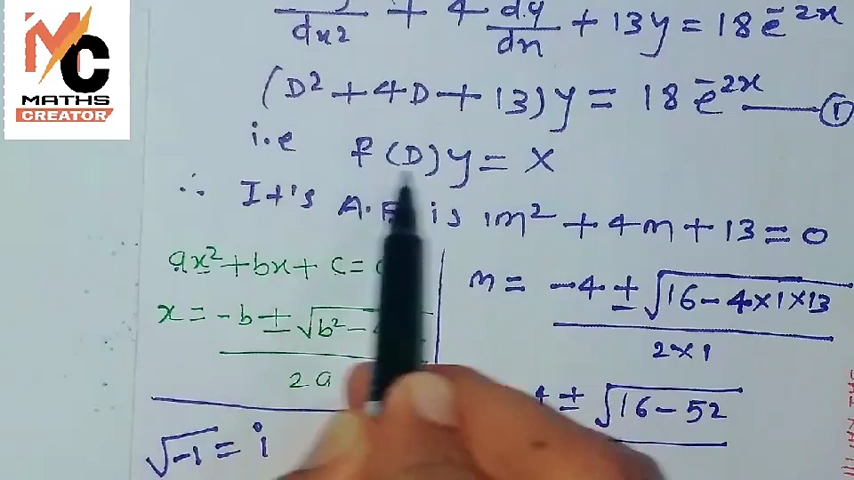 MC
MATHS
CREATOR
dx² + 4 dy/dx + 13y = 18 e^-2x
(D² + 4D + 13) y = 18 e^-2x ——— ①
i.e f(D) y = X
∴ It's A.E is 1m² + 4m + 13 = 0
ax² + bx + c =
m = -4 ± √16 - 4×1×13
2×1
x = -b ± √b² -
2a
± √16 - 52
√-1 = i